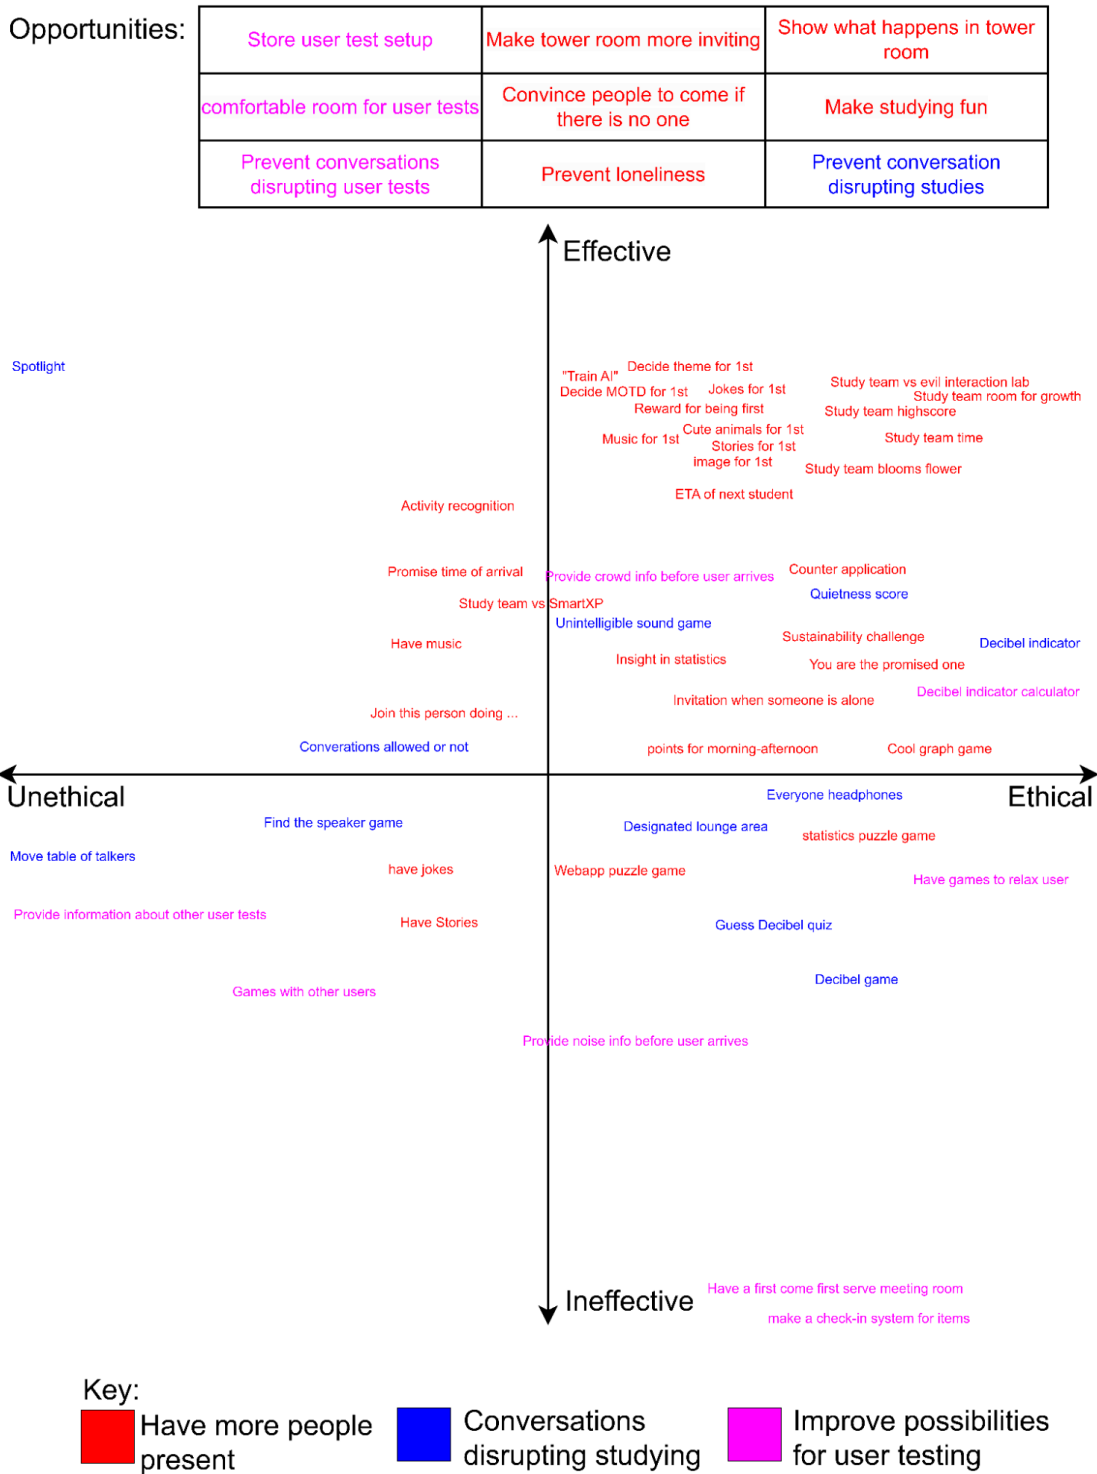 Opportunities:
Store user test setup
Make tower room more inviting
Show what happens in tower
room
comfortable room for user tests
Convince people to come if
there is no one
Make studying fun
Prevent conversations
disrupting user tests
Prevent loneliness
Prevent conversation
disrupting studies
Effective
Spotlight
Decide theme for 1st
"Train AI"
Decide MOTD for 1st
Jokes for 1st
Study team vs evil interaction lab
Study team room for growth
Reward for being first
Study team highscore
Cute animals for 1st
Music for 1st
Stories for 1st
Study team time
image for 1st
Study team blooms flower
ETA of next student
Activity recognition
Promise time of arrival
Provide crowd info before user arrives
Counter application
Quietness score
Study team vs SmartXP
Unintelligible sound game
Have music
Sustainability challenge
Decibel indicator
Insight in statistics
You are the promised one
Decibel indicator calculator
Invitation when someone is alone
Join this person doing ...
Converations allowed or not
points for morning-afternoon
Cool graph game
Unethical
Ethical
Everyone headphones
Find the speaker game
Designated lounge area
statistics puzzle game
Move table of talkers
have jokes
Webapp puzzle game
Have games to relax user
Provide information about other user tests
Have Stories
Guess Decibel quiz
Decibel game
Games with other users
Provide noise info before user arrives
Have a first come first serve meeting room
Ineffective
make a check-in system for items
Key:
Have more people
present
Conversations
disrupting studying
Improve possibilities
for user testing